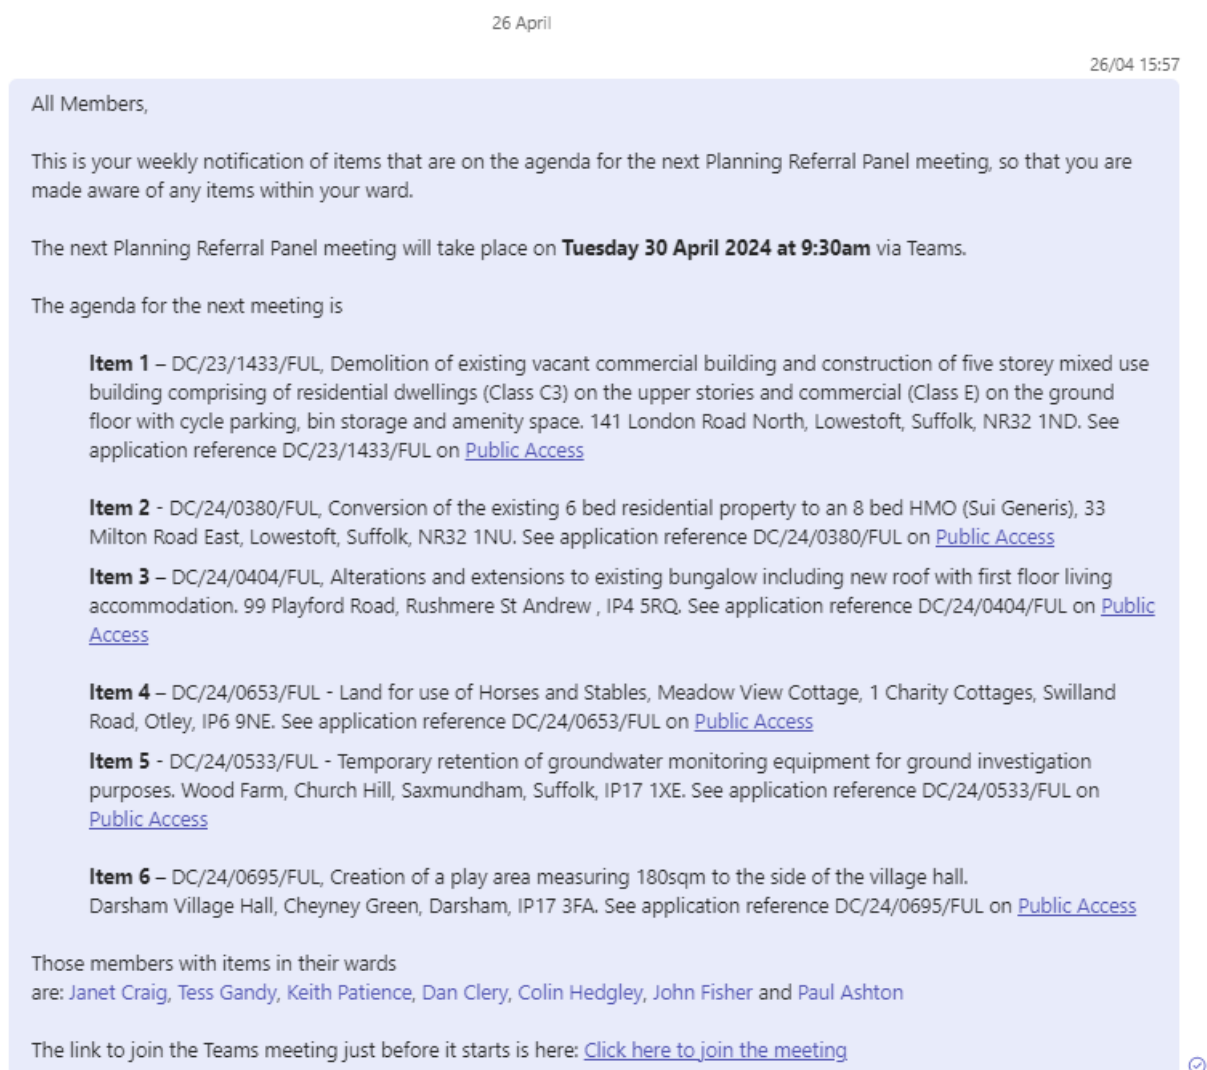 26 April
26/04 15:57
All Members,
This is your weekly notification of items that are on the agenda for the next Planning Referral Panel meeting, so that you are
made aware of any items within your ward.
The next Planning Referral Panel meeting will take place on Tuesday 30 April 2024 at 9:30am via Teams.
The agenda for the next meeting is
Item 1 – DC/23/1433/FUL, Demolition of existing vacant commercial building and construction of five storey mixed use
building comprising of residential dwellings (Class C3) on the upper stories and commercial (Class E) on the ground
floor with cycle parking, bin storage and amenity space. 141 London Road North, Lowestoft, Suffolk, NR32 1ND. See
application reference DC/23/1433/FUL on Public Access
Item 2 - DC/24/0380/FUL, Conversion of the existing 6 bed residential property to an 8 bed HMO (Sui Generis), 33
Milton Road East, Lowestoft, Suffolk, NR32 1NU. See application reference DC/24/0380/FUL on Public Access
Item 3 – DC/24/0404/FUL, Alterations and extensions to existing bungalow including new roof with first floor living
accommodation. 99 Playford Road, Rushmere St Andrew , IP4 5RQ. See application reference DC/24/0404/FUL on Public
Access
Item 4 – DC/24/0653/FUL - Land for use of Horses and Stables, Meadow View Cottage, 1 Charity Cottages, Swilland
Road, Otley, IP6 9NE. See application reference DC/24/0653/FUL on Public Access
Item 5 - DC/24/0533/FUL - Temporary retention of groundwater monitoring equipment for ground investigation
purposes. Wood Farm, Church Hill, Saxmundham, Suffolk, IP17 1XE. See application reference DC/24/0533/FUL on
Public Access
Item 6 – DC/24/0695/FUL, Creation of a play area measuring 180sqm to the side of the village hall.
Darsham Village Hall, Cheyney Green, Darsham, IP17 3FA. See application reference DC/24/0695/FUL on Public Access
Those members with items in their wards
are: Janet Craig, Tess Gandy, Keith Patience, Dan Clery, Colin Hedgley, John Fisher and Paul Ashton
The link to join the Teams meeting just before it starts is here: Click here to join the meeting